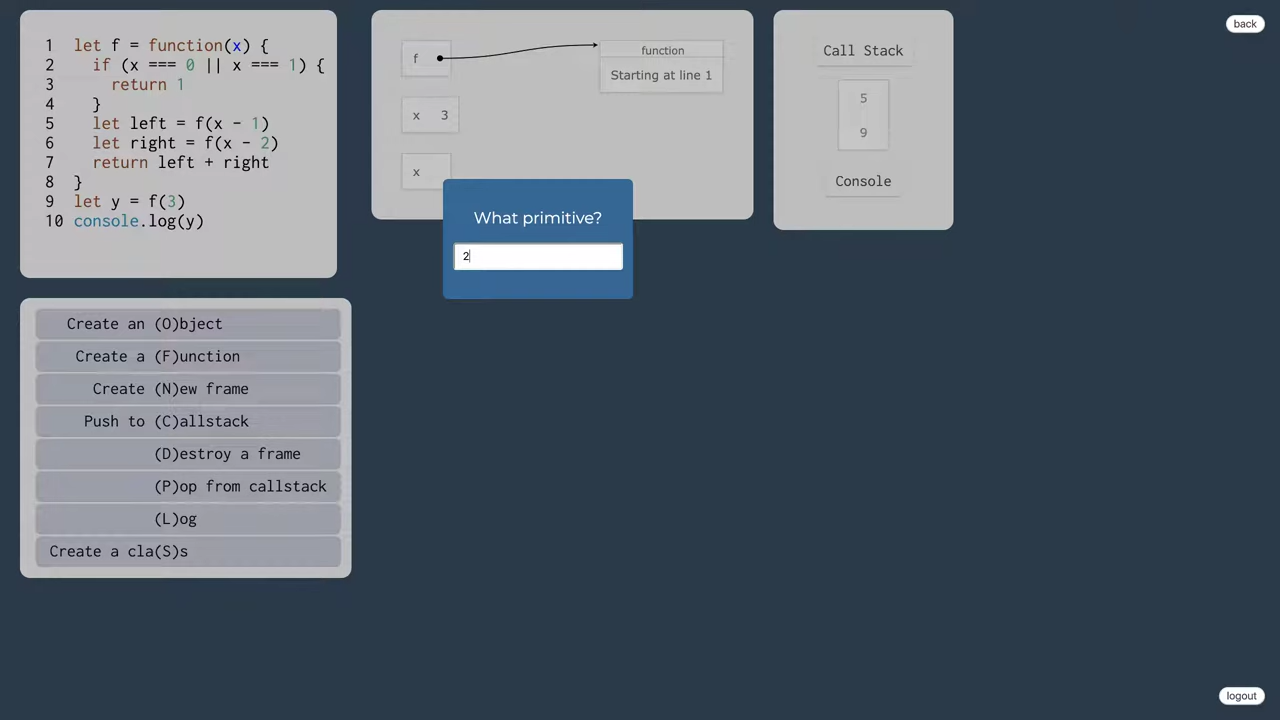 1 let f = function(x) {
2   if (x === 0 || x === 1) {
3     return 1
4   }
5   let left = f(x - 1)
6   let right = f(x - 2)
7   return left + right
8 }
9 let y = f(3)
10 console.log(y)
f
function
Starting at line 1
x 3
x
What primitive?
2
Call Stack
5
9
Console
back
Create an (O)bject
Create a (F)unction
Create (N)ew frame
Push to (C)allstack
(D)estroy a frame
(P)op from callstack
(L)og
Create a cla(S)s
logout